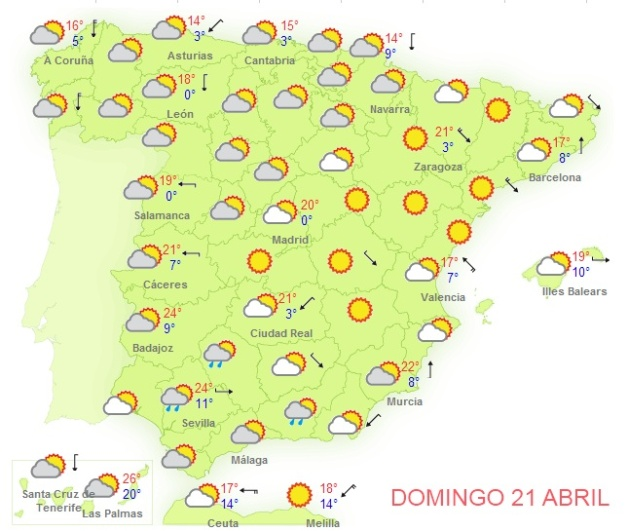 16°
5°
A Coruña
14°
3°
Asturias
15°
3°
Cantabria
14°
9°
18°
0°
León
Navarra
21°
3°
Zaragoza
17°
8°
Barcelona
19°
0°
Salamanca
20°
0°
Madrid
21°
7°
Cáceres
17°
7°
Valencia
19°
10°
Illes Balears
21°
3°
Ciudad Real
24°
9°
Badajoz
22°
8°
Murcia
24°
11°
Sevilla
Málaga
Santa Cruz de
Tenerife
26°
20°
Las Palmas
17°
14°
Ceuta
18°
14°
Melilla
DOMINGO 21 ABRIL